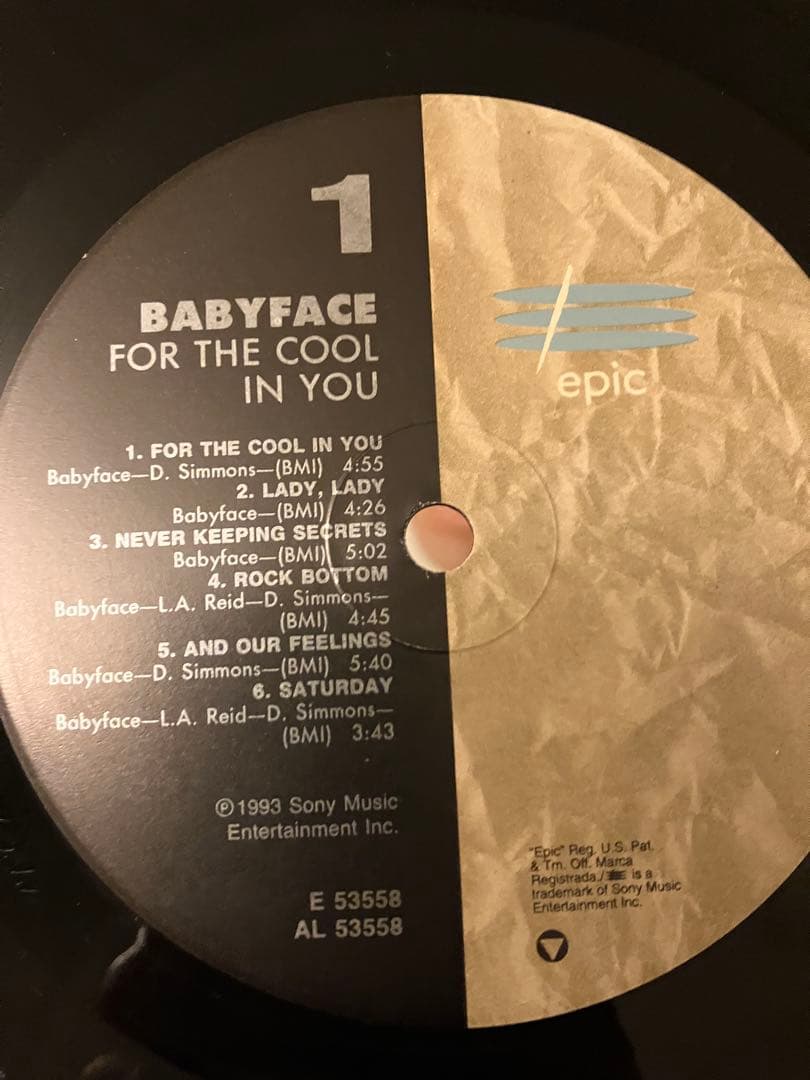 1
BABYFACE
FOR THE COOL
IN YOU
1. FOR THE COOL IN YOU
Babyface—D. Simmons—(BMI) 4:55
2. LADY, LADY
Babyface—(BMI) 4:26
3. NEVER KEEPING SECRETS
Babyface—(BMI) 5:02
4. ROCK BOTTOM
Babyface—L.A. Reid—D. Simmons—
(BMI) 4:45
5. AND OUR FEELINGS
Babyface—D. Simmons—(BMI) 5:40
6. SATURDAY
Babyface—L.A. Reid—D. Simmons—
(BMI) 3:43
℗1993 Sony Music
Entertainment Inc.
E 53558
AL 53558
epic
"Epic" Reg. U.S. Pat.
& Tm. Off. Marca
Registrada./ is a
trademark of Sony Music
Entertainment Inc.